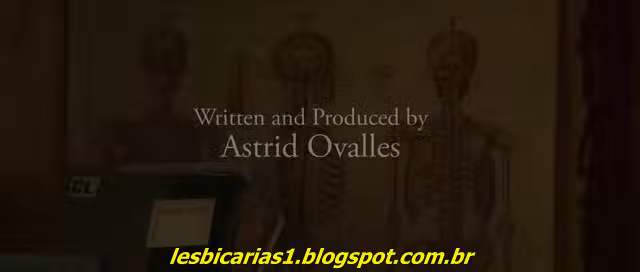 Written and Produced by
Astrid Ovalles
lesbicarias1.blogspot.com.br